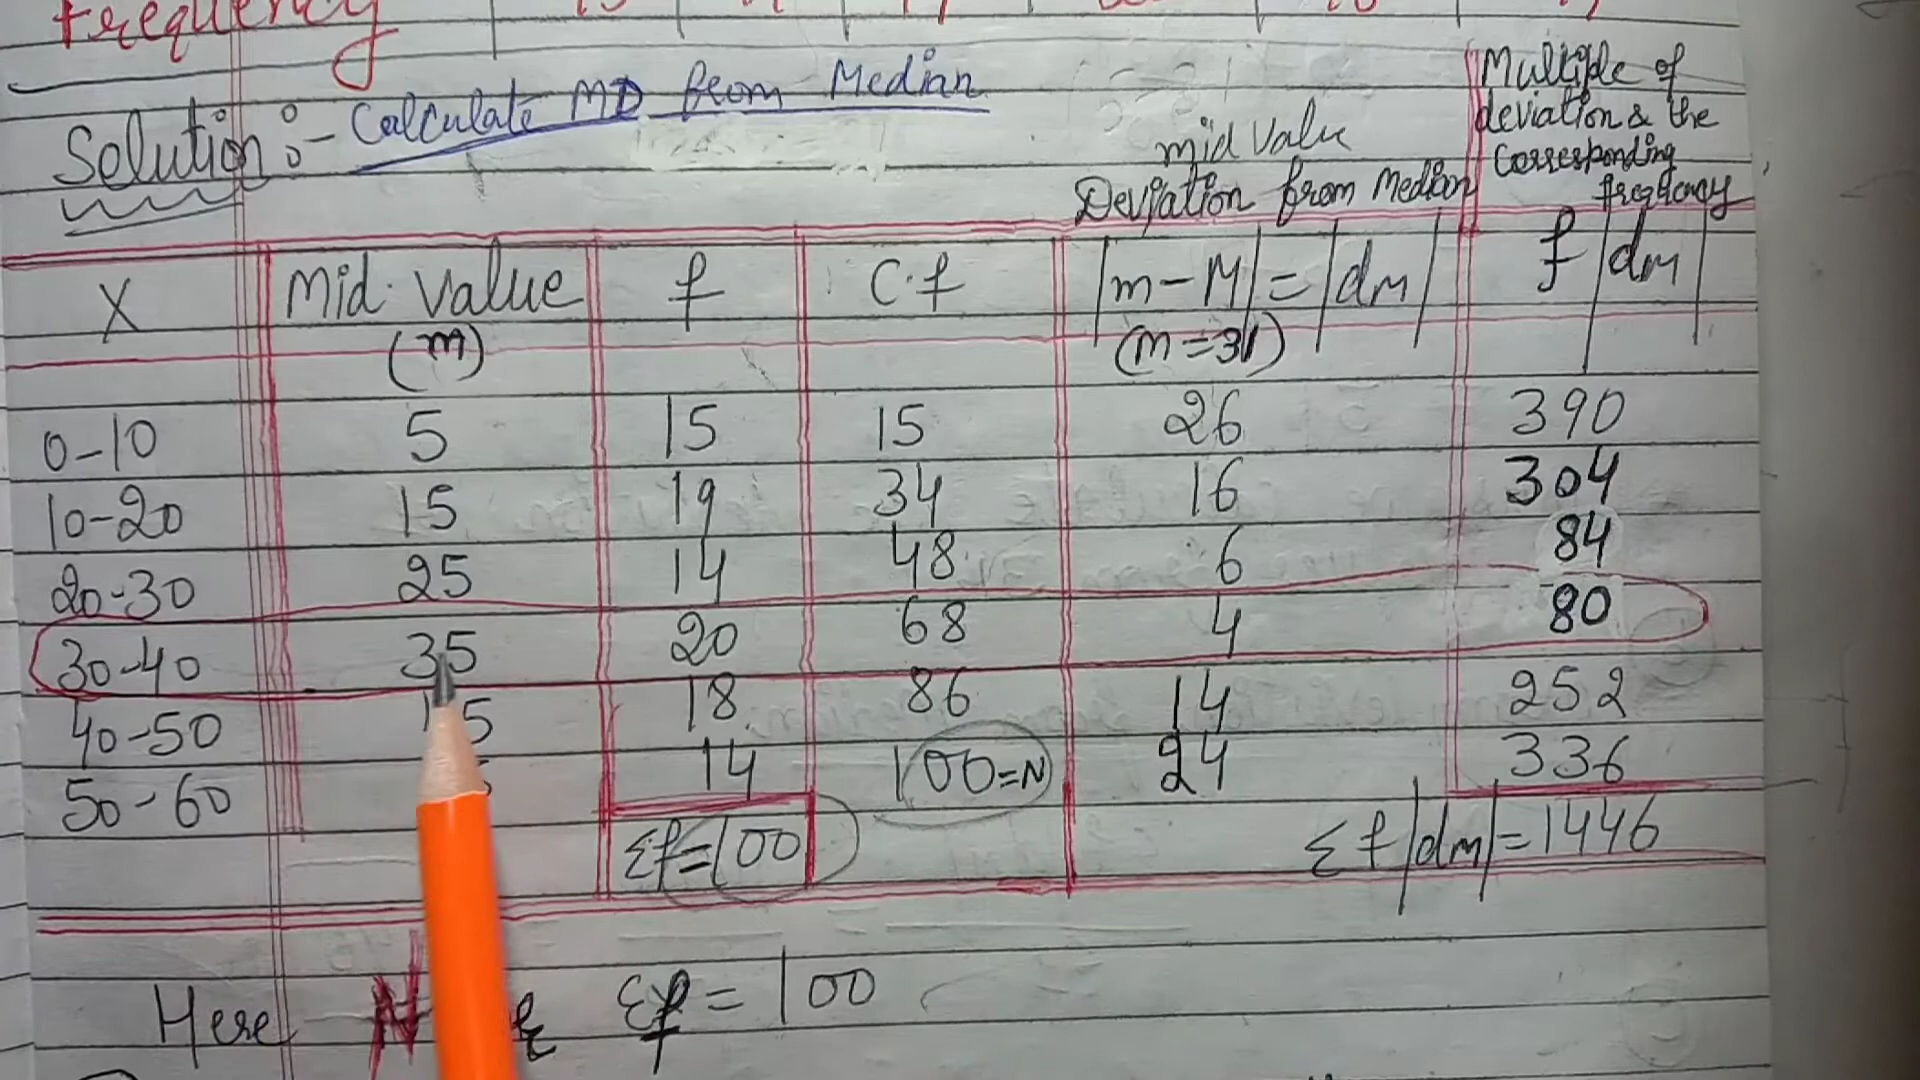 Frequency
Solution :- Calculate MD from Median
mid value
Deviation from Median
Multiple of
deviation & the
corresponding
frequency
X Mid. Value f C.f |m-M|=|dm| f |dm|
(m) (m=31)
0-10 5 15 15 26 390
10-20 15 19 34 16 304
20-30 25 14 48 6 84
30-40 35 20 68 4 80
40-50 18 86 14 252
50-60 14 100=N 24 336
Σf=100 Σf|dm|=1446
Here N Σf = 100